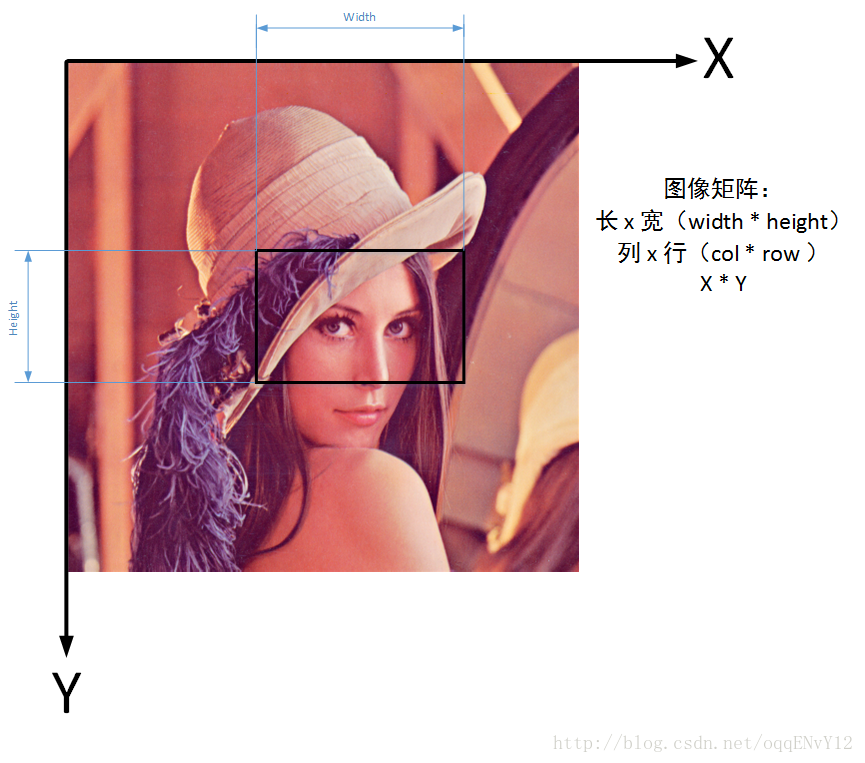 Width
X
图像矩阵：
长 x 宽（width * height）
列 x 行（col * row ）
X * Y
Height
Y
http://blog.csdn.net/oqqENvY12